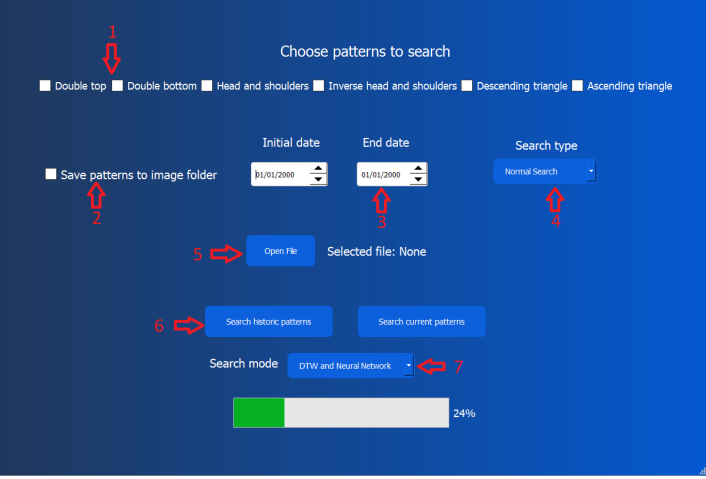 1
Choose patterns to search
Double top Double bottom Head and shoulders Inverse head and shoulders Descending triangle Ascending triangle
Initial date End date Search type
Save patterns to image folder 01/01/2000 01/01/2000 Normal Search
2 3 4
5 Open File Selected file: None
6 Search historic patterns Search current patterns
Search mode DTW and Neural Network 7
24%